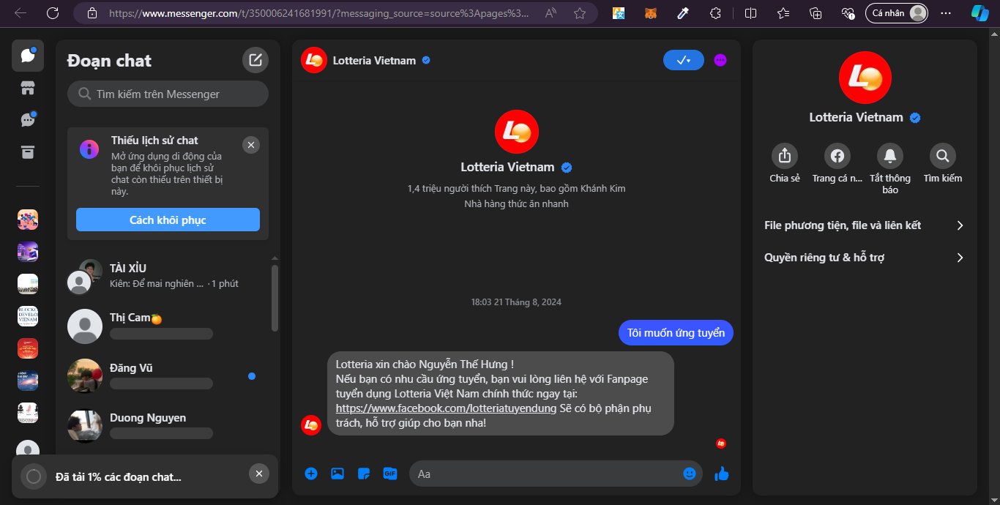 https://www.messenger.com/t/350006241681991/?messaging_source=source%3Apages%3...
Cá nhân
Đoạn chat
Tìm kiếm trên Messenger
Thiếu lịch sử chat
Mở ứng dụng di động của
bạn để khôi phục lịch sử
chat còn thiếu trên thiết bị
này.
Cách khôi phục
TÀI XỈU
Kiên: Để mai nghiên ... · 1 phút
Thị Cam🍊
Đăng Vũ
Duong Nguyen
Đã tải 1% các đoạn chat...
Lotteria Vietnam
Lotteria Vietnam
1,4 triệu người thích Trang này, bao gồm Khánh Kim
Nhà hàng thức ăn nhanh
18:03 21 Tháng 8, 2024
Tôi muốn ứng tuyển
Lotteria xin chào Nguyễn Thế Hưng !
Nếu bạn có nhu cầu ứng tuyển, bạn vui lòng liên hệ với Fanpage
tuyển dụng Lotteria Việt Nam chính thức ngay tại:
https://www.facebook.com/lotteriatuyendung Sẽ có bộ phận phụ
trách, hỗ trợ giúp cho bạn nha!
GIF
Aa
Lotteria Vietnam
Chia sẻ
Trang cá n...
Tắt thông
báo
Tìm kiếm
File phương tiện, file và liên kết
Quyền riêng tư & hỗ trợ